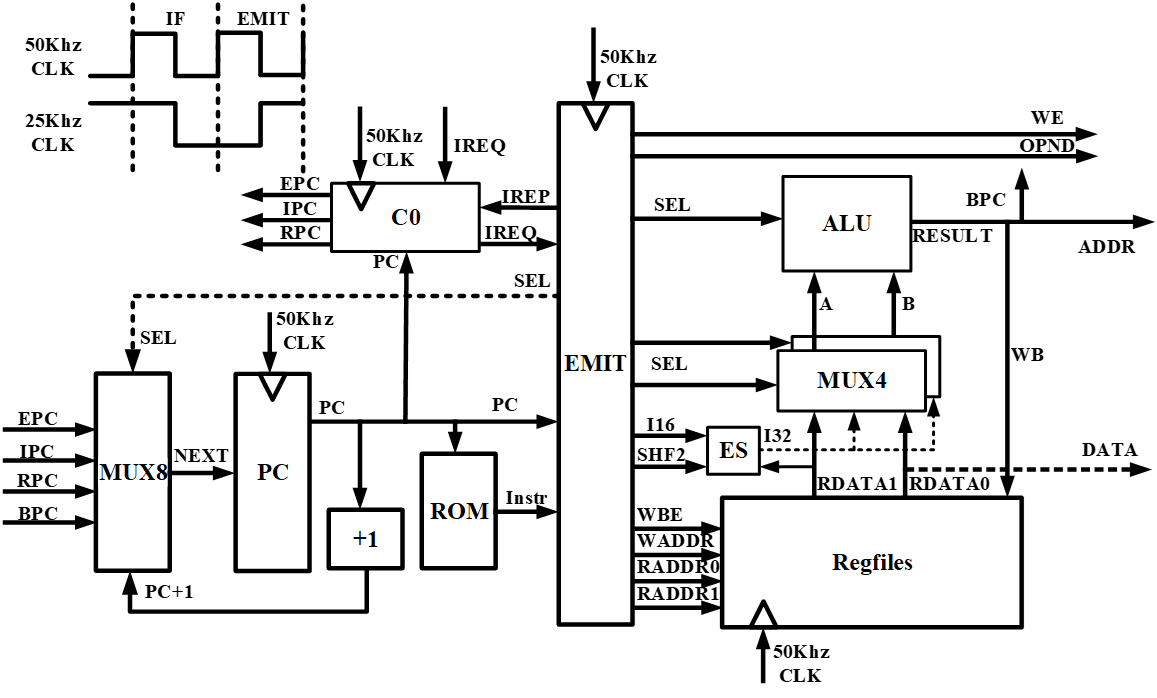 IF
EMIT
50Khz
CLK
25Khz
CLK
50Khz
CLK
IREQ
EPC
IPC
RPC
C0
IREP
IREQ
PC
SEL
SEL
50Khz
CLK
EPC
IPC
RPC
BPC
MUX8
NEXT
PC
PC
PC
ROM
Instr
+1
PC+1
50Khz
CLK
EMIT
WE
OPND
SEL
ALU
BPC
RESULT
ADDR
A
B
WB
SEL
MUX4
I16
SHF2
ES
I32
DATA
RDATA1
RDATA0
WBE
WADDR
RADDR0
RADDR1
Regfiles
50Khz
CLK